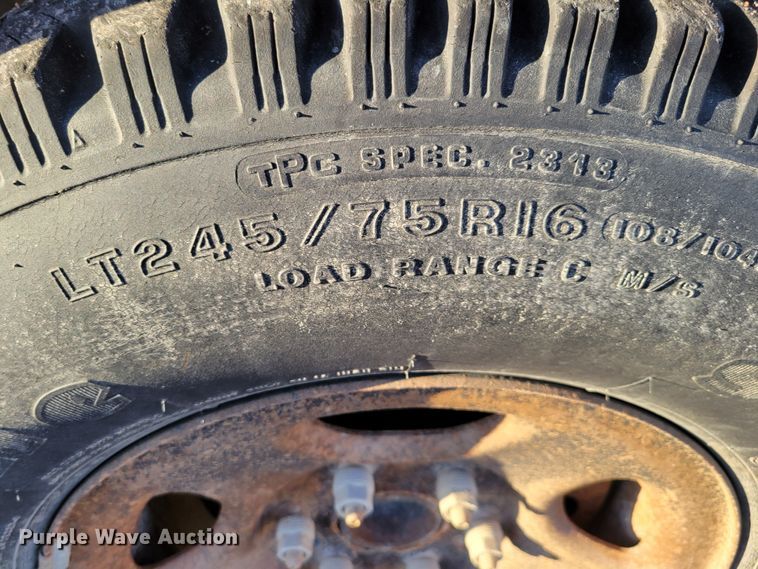 TPC SPEC. 2313
LT245/75R16 (108/104
LOAD RANGE C M/S
Purple Wave Auction